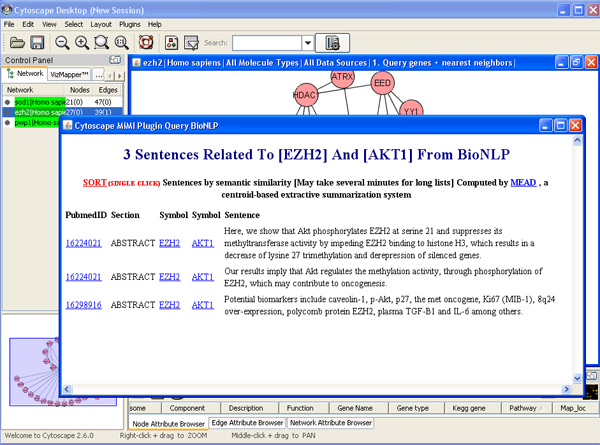 Cytoscape Desktop (New Session)
File Edit View Select Layout Plugins Help
Search:
Control Panel
Network VizMapper™ ...
Network Nodes Edges
sod1|Homo sapie 21(0) 47(0)
ezh2|Homo sapie 27(0) 39(1)
pwp1|Homo sapie
ezh2|Homo sapiens|All Molecule Types|All Data Sources|1. Query genes + nearest neighbors|
ATRX
EED
HDAC1
YY1
Cytoscape MiMI Plugin Query BioNLP
3 Sentences Related To [EZH2] And [AKT1] From BioNLP
SORT(SINGLE CLICK) Sentences by semantic similarity [May take several minutes for long lists] Computed by MEAD , a
centroid-based extractive summarization system
PubmedID Section Symbol Symbol Sentence
16224021 ABSTRACT EZH2 AKT1 Here, we show that Akt phosphorylates EZH2 at serine 21 and suppresses its
methyltransferase activity by impeding EZH2 binding to histone H3, which results in a
decrease of lysine 27 trimethylation and derepression of silenced genes.
16224021 ABSTRACT EZH2 AKT1 Our results imply that Akt regulates the methylation activity, through phosphorylation of
EZH2, which may contribute to oncogenesis.
16298916 ABSTRACT EZH2 AKT1 Potential biomarkers include caveolin-1, p-Akt, p27, the met oncogene, Ki67 (MIB-1), 8q24
over-expression, polycomb protein EZH2, plasma TGF-B1 and IL-6 among others.
some Component Description Function Gene Name Gene type Kegg gene Pathway Map_loc
Node Attribute Browser Edge Attribute Browser Network Attribute Browser
Welcome to Cytoscape 2.6.0 Right-click + drag to ZOOM Middle-click + drag to PAN